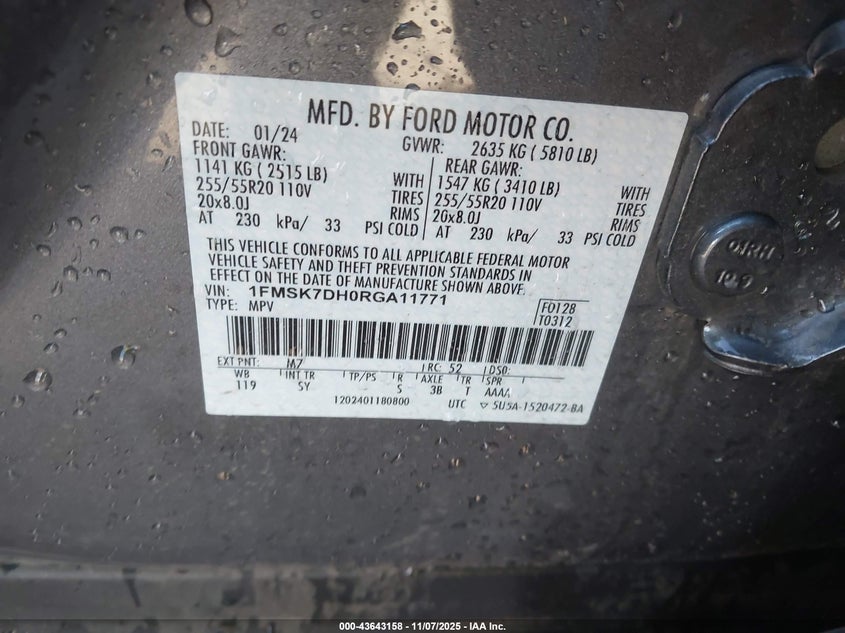 MFD. BY FORD MOTOR CO.
DATE: 01/24 GVWR: 2635 KG ( 5810 LB)
FRONT GAWR: REAR GAWR:
1141 KG ( 2515 LB) WITH 1547 KG ( 3410 LB) WITH
255/55R20 110V TIRES 255/55R20 110V TIRES
20x8.0J RIMS 20x8.0J RIMS
AT 230 kPa/ 33 PSI COLD AT 230 kPa/ 33 PSI COLD
THIS VEHICLE CONFORMS TO ALL APPLICABLE FEDERAL MOTOR
VEHICLE SAFETY AND THEFT PREVENTION STANDARDS IN
EFFECT ON THE DATE OF MANUFACTURE SHOWN ABOVE.
VIN: 1FMSK7DH0RGA11771
TYPE: MPV
F0128
T0312
EXT PNT: M7 RC: 52 DSO:
WB INT TR TP/PS R AXLE TR SPR
119 5Y - S 3B T AAAA
1202401180800 UTC ▽ 5U5A-1520472-BA
000-43643158 - 11/07/2025 - IAA Inc.